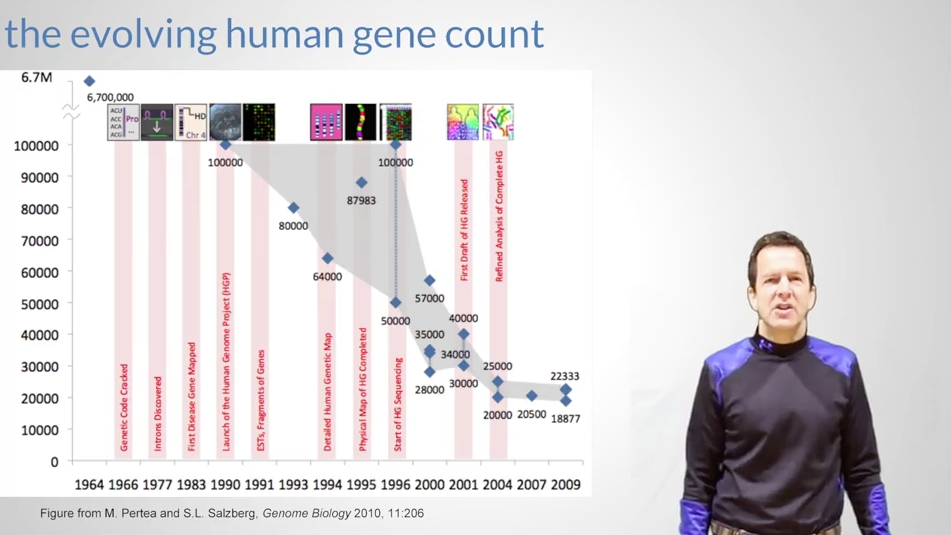 the evolving human gene count
6.7M
6,700,000
ACU
ACC
ACA
ACG
Pro
...
HD
Chr 4
100000
90000
80000
70000
60000
50000
40000
30000
20000
10000
0
100000
80000
64000
87983
100000
50000
57000
35000
34000
28000
40000
30000
25000
20000
20500
22333
18877
Genetic Code Cracked
Introns Discovered
First Disease Gene Mapped
Launch of the Human Genome Project (HGP)
ESTs, Fragments of Genes
Detailed Human Genetic Map
Physical Map of HG Completed
Start of HG Sequencing
First Draft of HG Released
Refined Analysis of Complete HG
1964 1966 1977 1983 1990 1991 1993 1994 1995 1996 2000 2001 2004 2007 2009
Figure from M. Pertea and S.L. Salzberg, Genome Biology 2010, 11:206